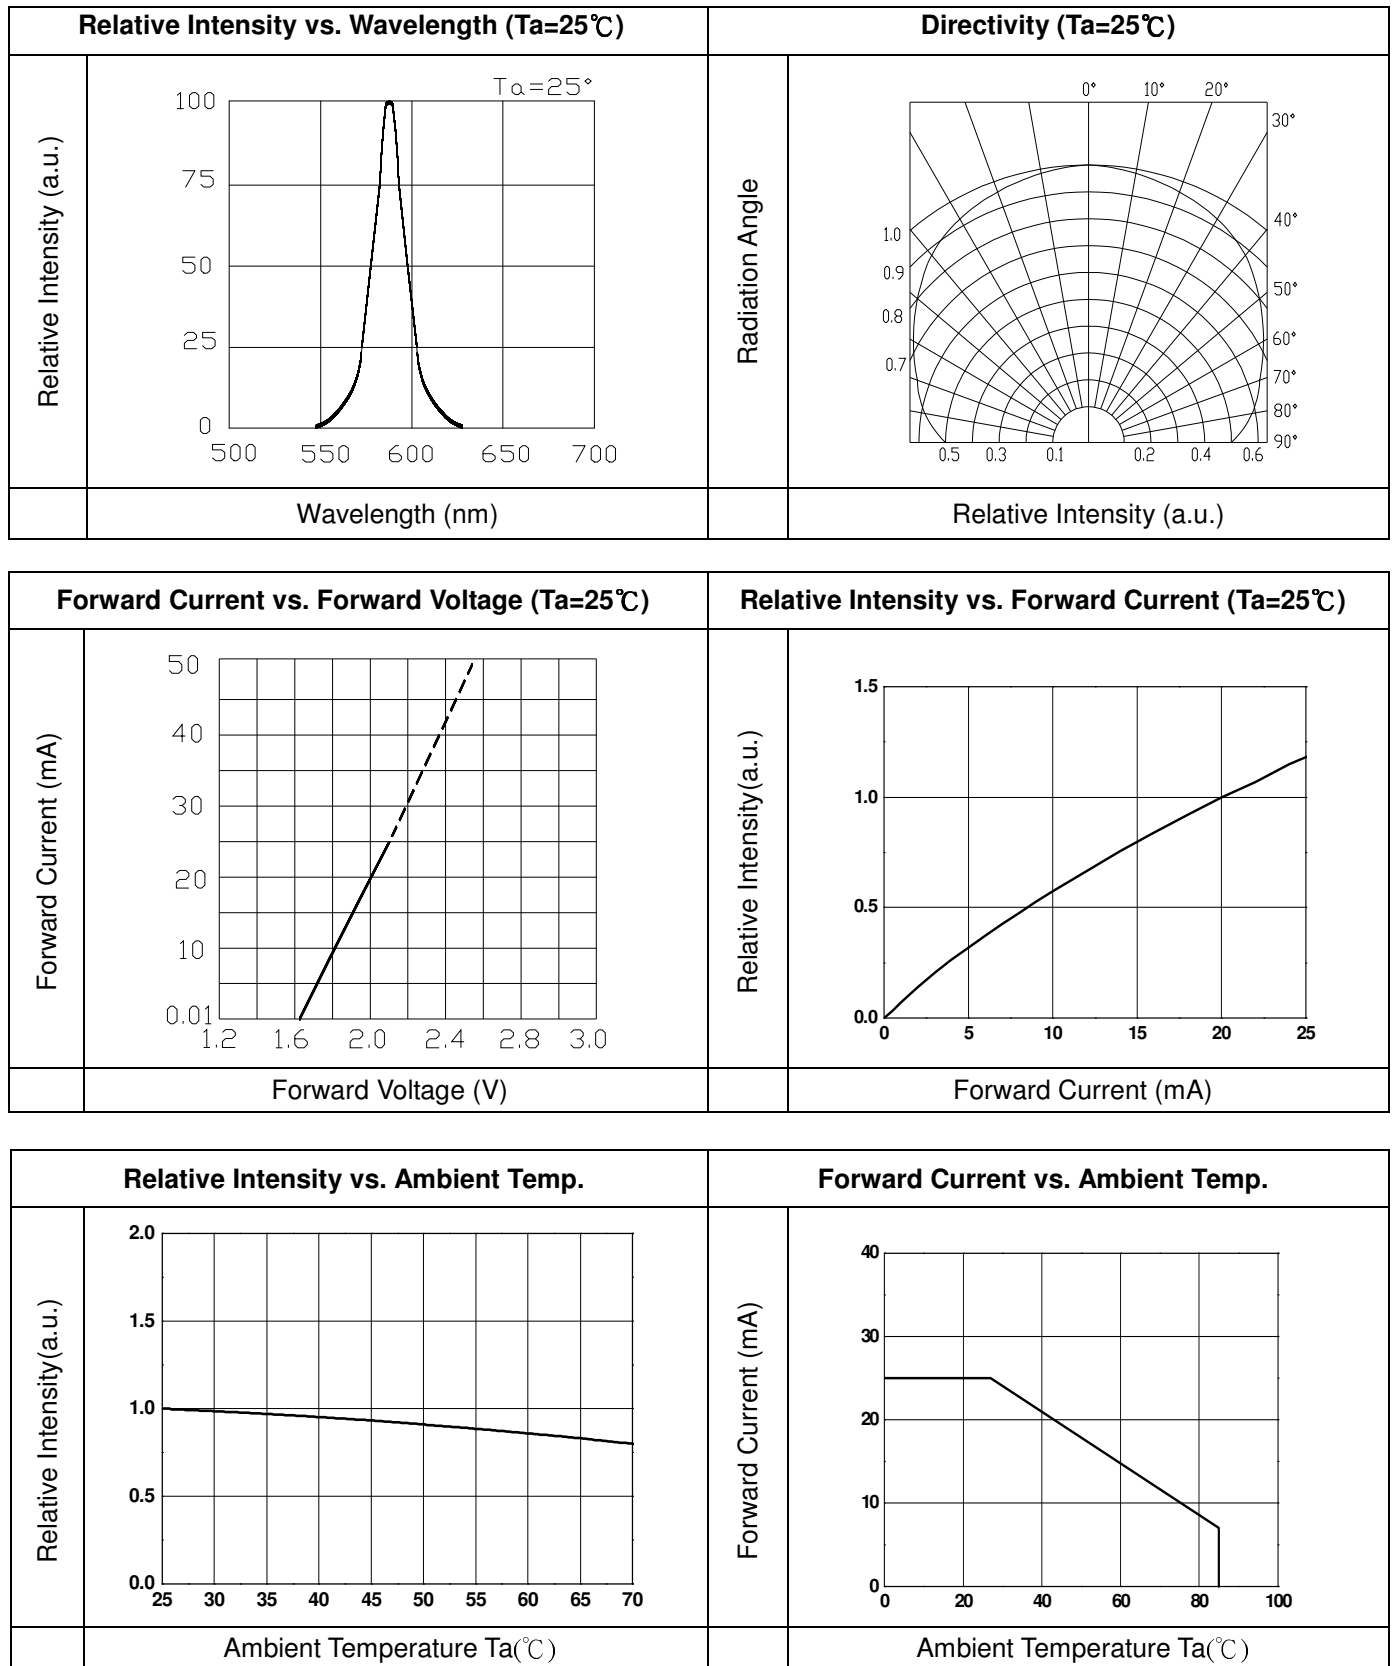 Relative Intensity vs. Wavelength (Ta=25℃)
Directivity (Ta=25℃)
Relative Intensity (a.u.)
Ta=25°
100
75
50
25
0
500 550 600 650 700
Wavelength (nm)
Radiation Angle
0° 10° 20°
30°
40°
50°
60°
70°
80°
90°
1.0
0.9
0.8
0.7
0.5 0.3 0.1 0.2 0.4 0.6
Relative Intensity (a.u.)
Forward Current vs. Forward Voltage (Ta=25℃)
Relative Intensity vs. Forward Current (Ta=25℃)
Forward Current (mA)
50
40
30
20
10
0.01
1.2 1.6 2.0 2.4 2.8 3.0
Forward Voltage (V)
Relative Intensity(a.u.)
1.5
1.0
0.5
0.0
0 5 10 15 20 25
Forward Current (mA)
Relative Intensity vs. Ambient Temp.
Forward Current vs. Ambient Temp.
Relative Intensity(a.u.)
2.0
1.5
1.0
0.5
0.0
25 30 35 40 45 50 55 60 65 70
Ambient Temperature Ta(℃)
Forward Current (mA)
40
30
20
10
0
0 20 40 60 80 100
Ambient Temperature Ta(℃)